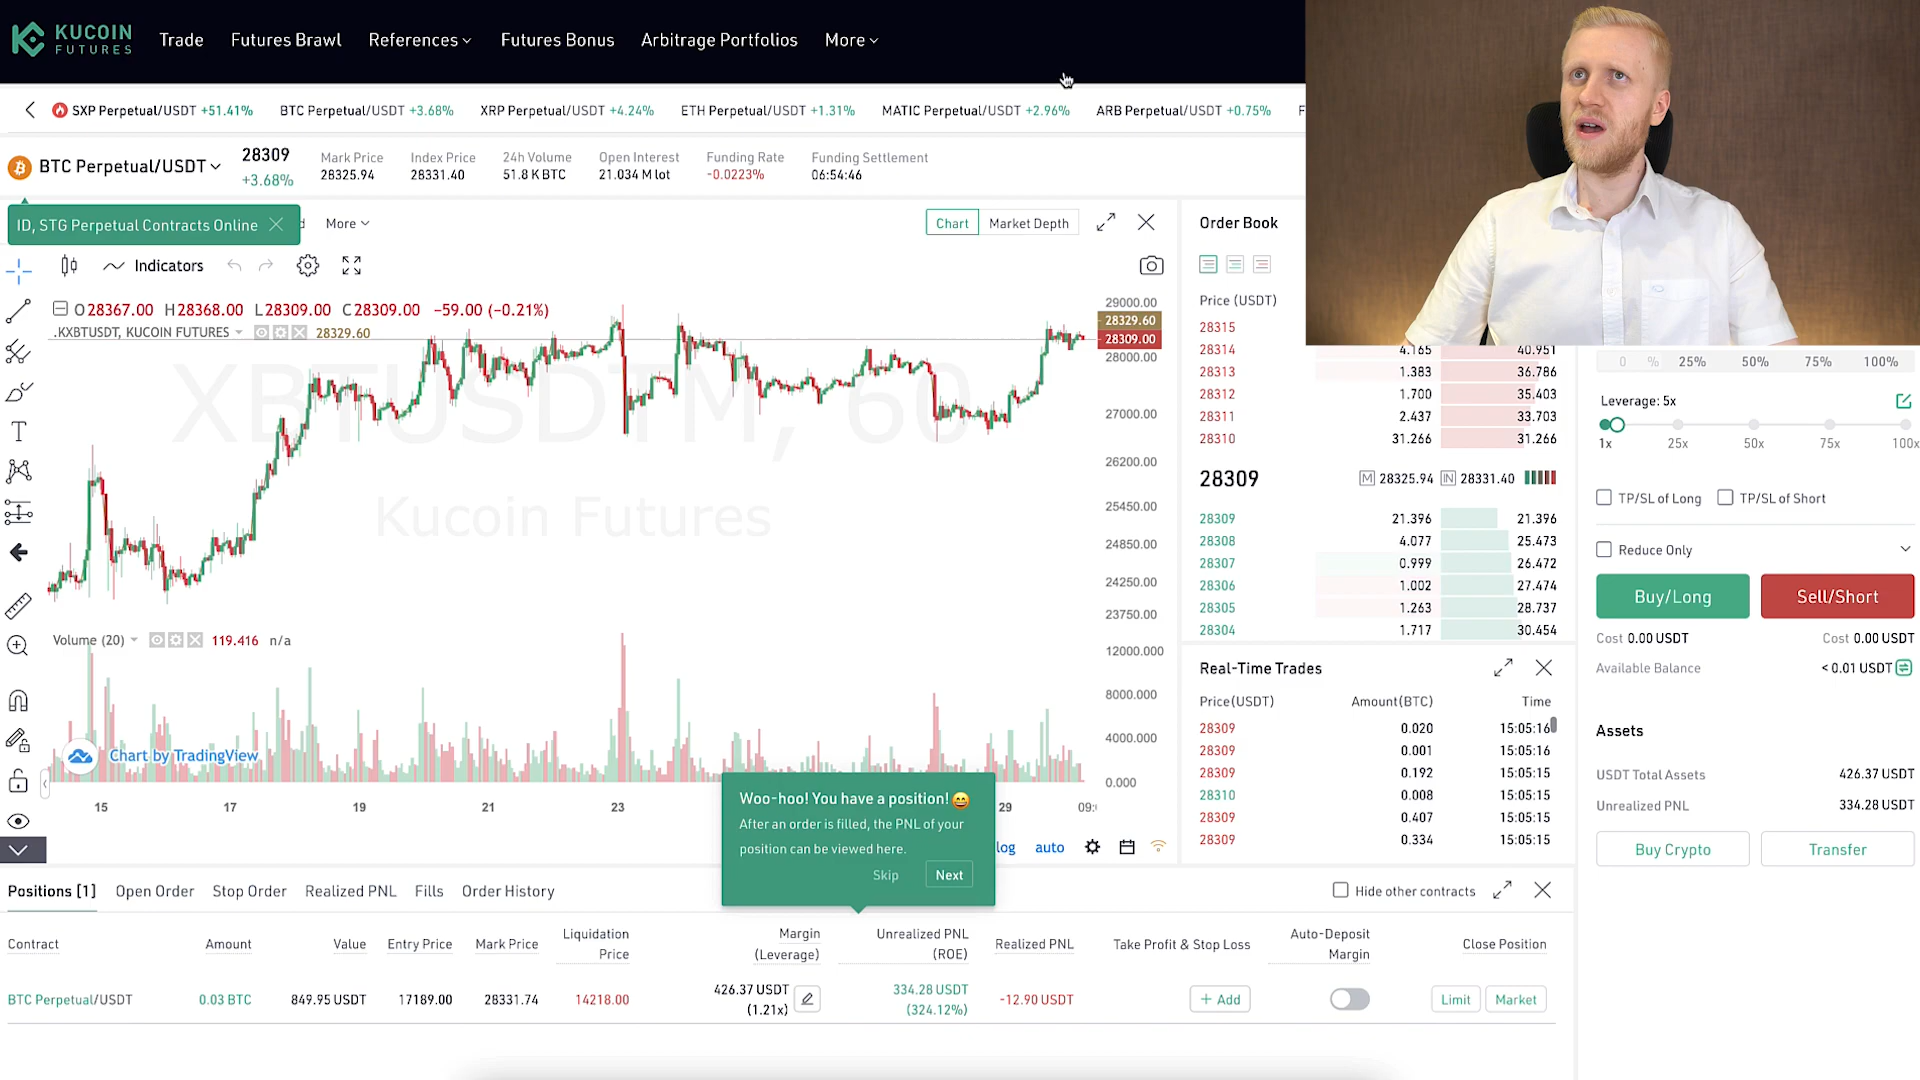 KUCOIN
FUTURES
Trade
Futures Brawl
References
Futures Bonus
Arbitrage Portfolios
More
SXP Perpetual/USDT +51.41%
BTC Perpetual/USDT +3.68%
XRP Perpetual/USDT +4.24%
ETH Perpetual/USDT +1.31%
MATIC Perpetual/USDT +2.96%
ARB Perpetual/USDT +0.75%
F
BTC Perpetual/USDT
28309
+3.68%
Mark Price
28325.94
Index Price
28331.40
24h Volume
51.8 K BTC
Open Interest
21.034 M lot
Funding Rate
-0.0223%
Funding Settlement
06:54:46
ID, STG Perpetual Contracts Online
More
Chart
Market Depth
Indicators
O28367.00 H28368.00 L28309.00 C28309.00 −59.00 (−0.21%)
.KXBTUSDT, KUCOIN FUTURES
28329.60
XBTUSDTM, 60
Kucoin Futures
29000.00
28329.60
28309.00
28000.00
27000.00
26200.00
25450.00
24850.00
24250.00
23750.00
Volume (20)
119.416 n/a
12000.000
8000.000
4000.000
0.000
Chart by TradingView
15
17
19
21
23
29
09:
log
auto
Woo-hoo! You have a position!
After an order is filled, the PNL of your
position can be viewed here.
Skip
Next
Order Book
Price (USDT)
28315
28314 4.165 40.951
28313 1.383 36.786
28312 1.700 35.403
28311 2.437 33.703
28310 31.266 31.266
28309
M 28325.94
IN 28331.40
28309 21.396 21.396
28308 4.077 25.473
28307 0.999 26.472
28306 1.002 27.474
28305 1.263 28.737
28304 1.717 30.454
Real-Time Trades
Price(USDT) Amount(BTC) Time
28309 0.020 15:05:16
28309 0.001 15:05:16
28309 0.192 15:05:15
28310 0.008 15:05:15
28309 0.407 15:05:15
28309 0.334 15:05:15
0 % 25% 50% 75% 100%
Leverage: 5x
1x 25x 50x 75x 100x
TP/SL of Long
TP/SL of Short
Reduce Only
Buy/Long
Sell/Short
Cost 0.00 USDT
Cost 0.00 USDT
Available Balance
< 0.01 USDT
Assets
USDT Total Assets 426.37 USDT
Unrealized PNL 334.28 USDT
Buy Crypto
Transfer
Positions [1]
Open Order
Stop Order
Realized PNL
Fills
Order History
Hide other contracts
Contract
Amount
Value
Entry Price
Mark Price
Liquidation
Price
Margin
(Leverage)
Unrealized PNL
(ROE)
Realized PNL
Take Profit & Stop Loss
Auto-Deposit
Margin
Close Position
BTC Perpetual/USDT
0.03 BTC
849.95 USDT
17189.00
28331.74
14218.00
426.37 USDT
(1.21x)
334.28 USDT
(324.12%)
-12.90 USDT
+ Add
Limit
Market